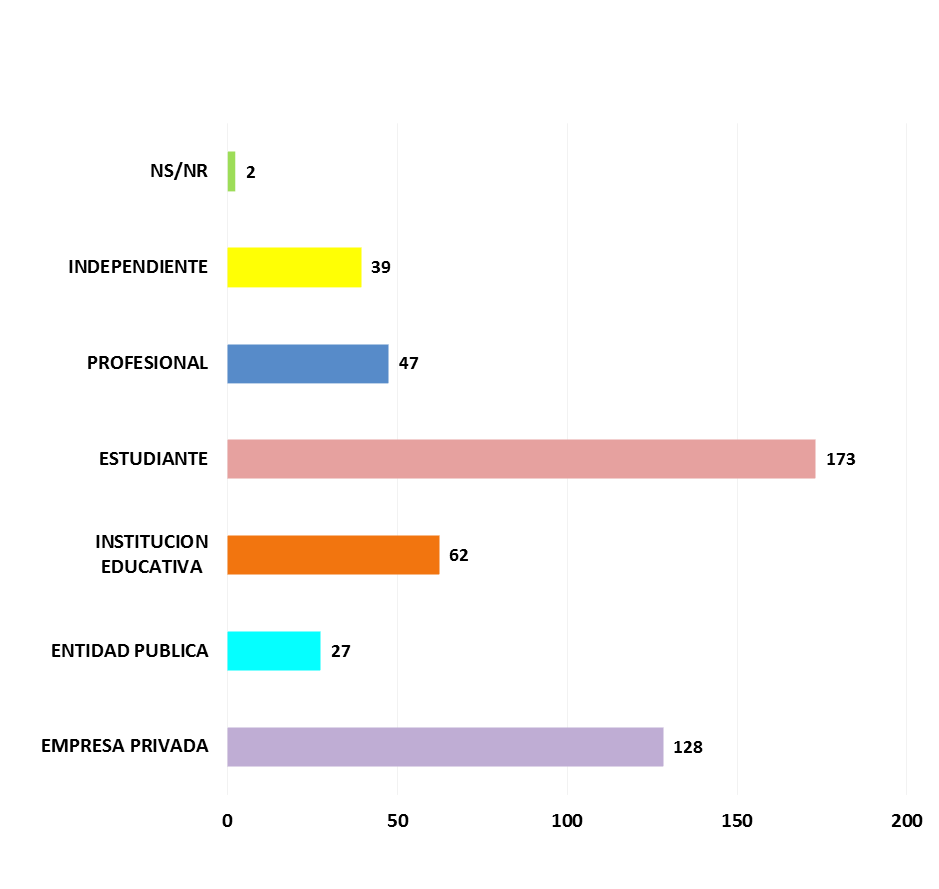 NS/NR
2
INDEPENDIENTE
39
PROFESIONAL
47
ESTUDIANTE
173
INSTITUCION
EDUCATIVA
62
ENTIDAD PUBLICA
27
EMPRESA PRIVADA
128
0 50 100 150 200